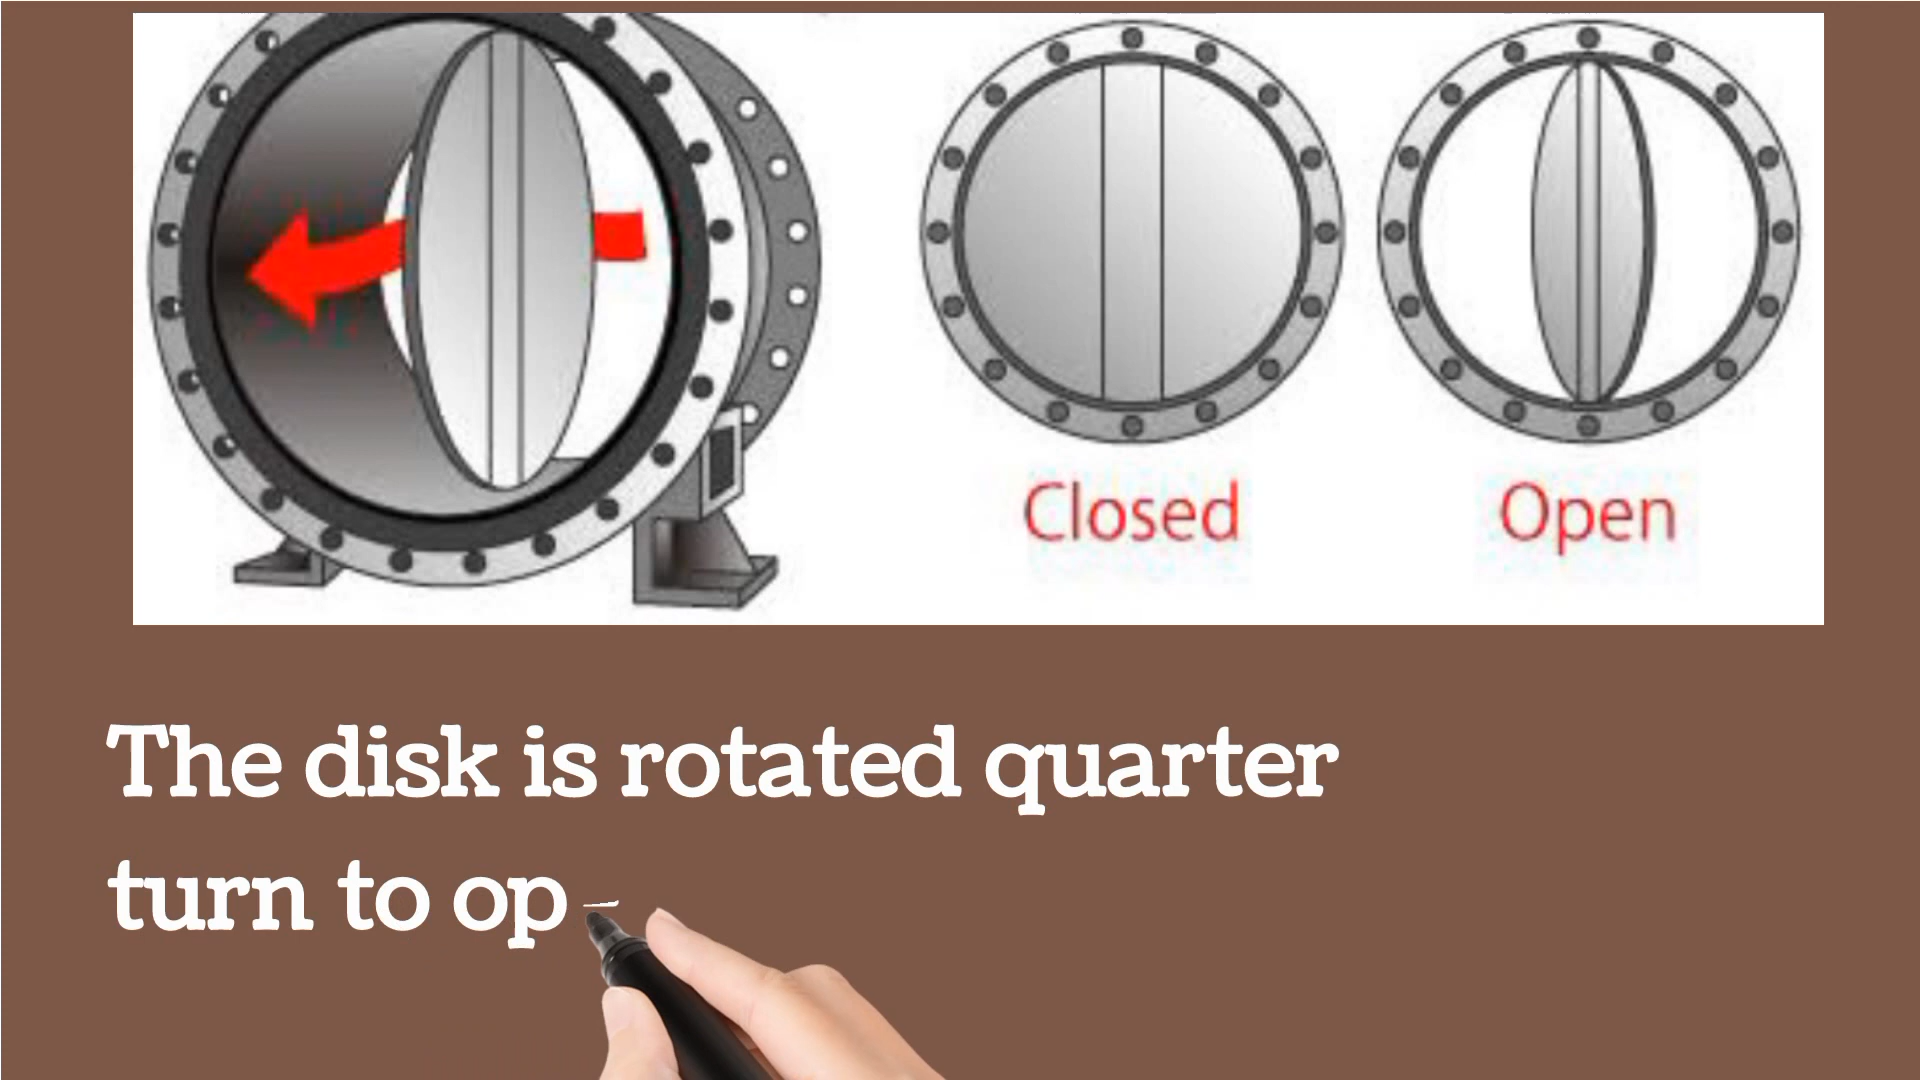 Closed
Open
The disk is rotated quarter
turn to op